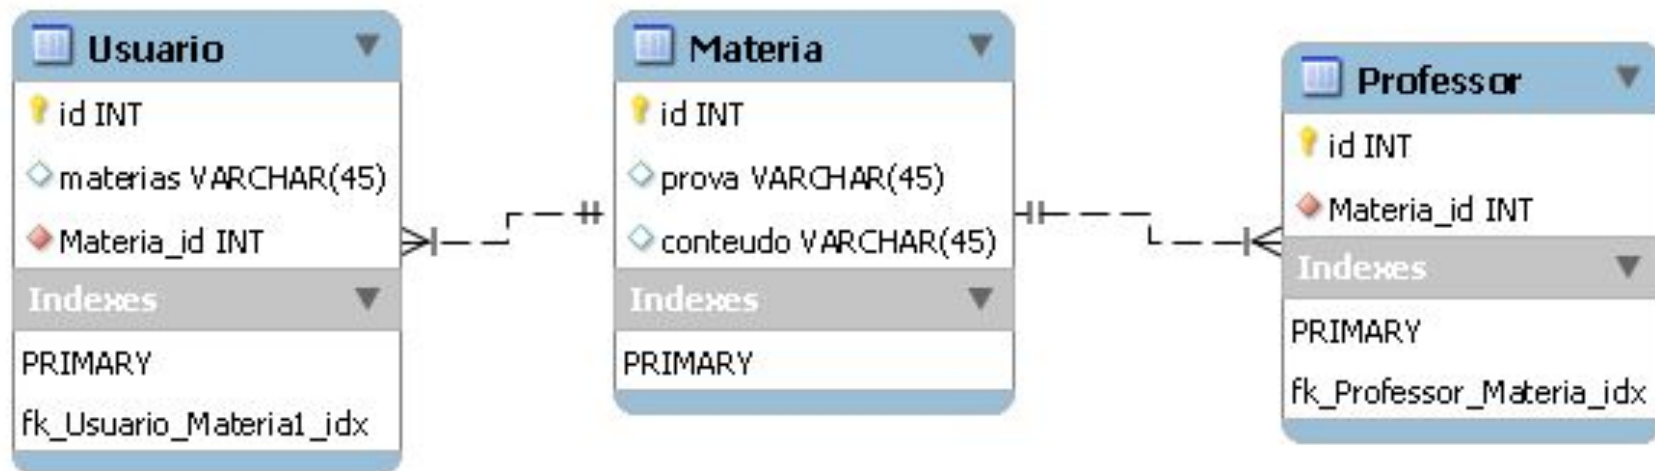 Usuario
id INT
materias VARCHAR(45)
Materia_id INT
Indexes
PRIMARY
fk_Usuario_Materia1_idx
Materia
id INT
prova VARCHAR(45)
conteudo VARCHAR(45)
Indexes
PRIMARY
Professor
id INT
Materia_id INT
Indexes
PRIMARY
fk_Professor_Materia_idx